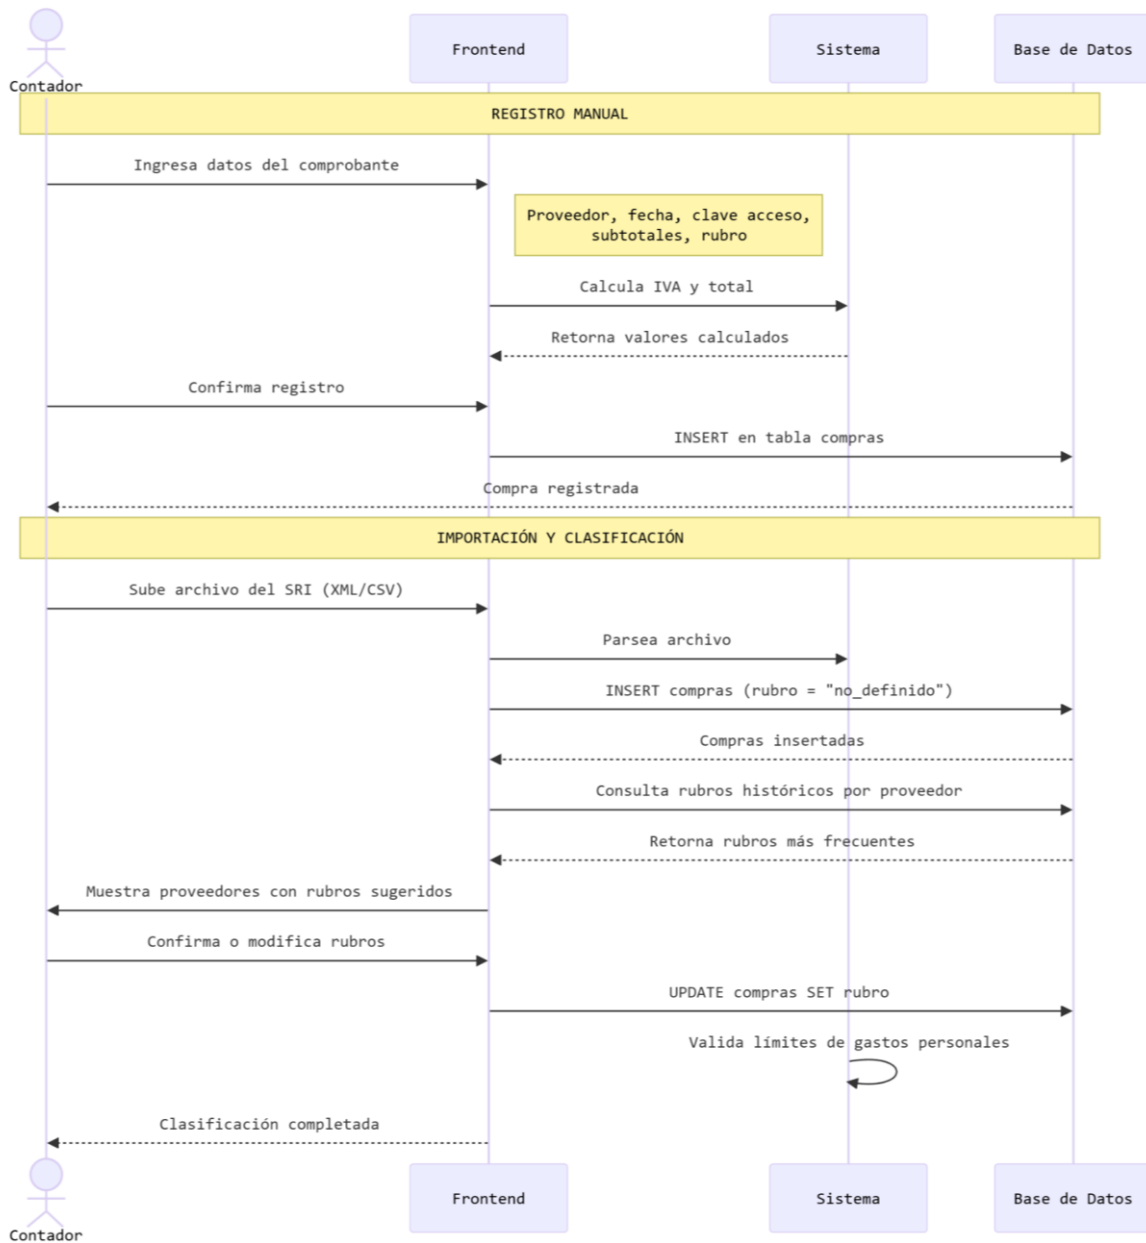 Contador
Frontend
Sistema
Base de Datos
REGISTRO MANUAL
Ingresa datos del comprobante
Proveedor, fecha, clave acceso,
subtotales, rubro
Calcula IVA y total
Retorna valores calculados
Confirma registro
INSERT en tabla compras
Compra registrada
IMPORTACIÓN Y CLASIFICACIÓN
Sube archivo del SRI (XML/CSV)
Parsea archivo
INSERT compras (rubro = "no_definido")
Compras insertadas
Consulta rubros históricos por proveedor
Retorna rubros más frecuentes
Muestra proveedores con rubros sugeridos
Confirma o modifica rubros
UPDATE compras SET rubro
Valida límites de gastos personales
Clasificación completada
Contador
Frontend
Sistema
Base de Datos